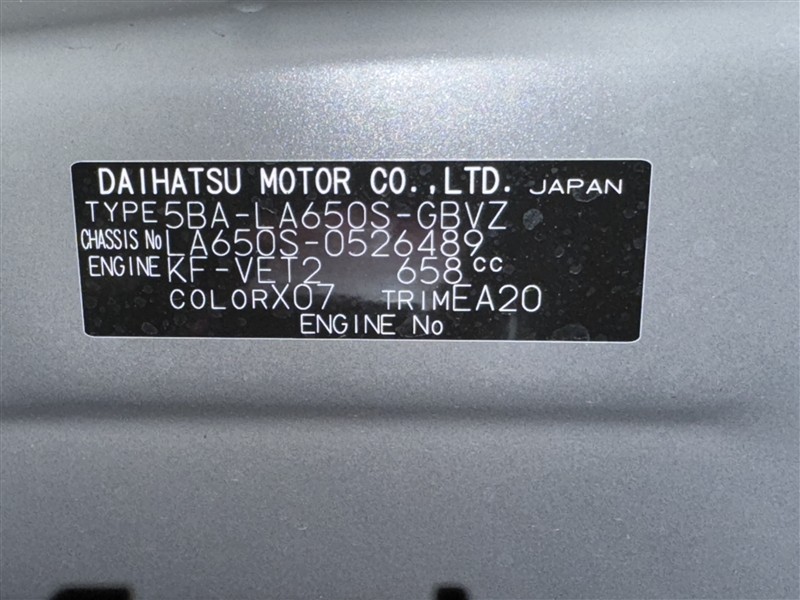 DAIHATSU MOTOR CO.,LTD. JAPAN
TYPE 5BA-LA650S-GBVZ
CHASSIS No LA650S-0526489
ENGINE KF-VET2 658 cc
COLOR X07 TRIM EA20
ENGINE No